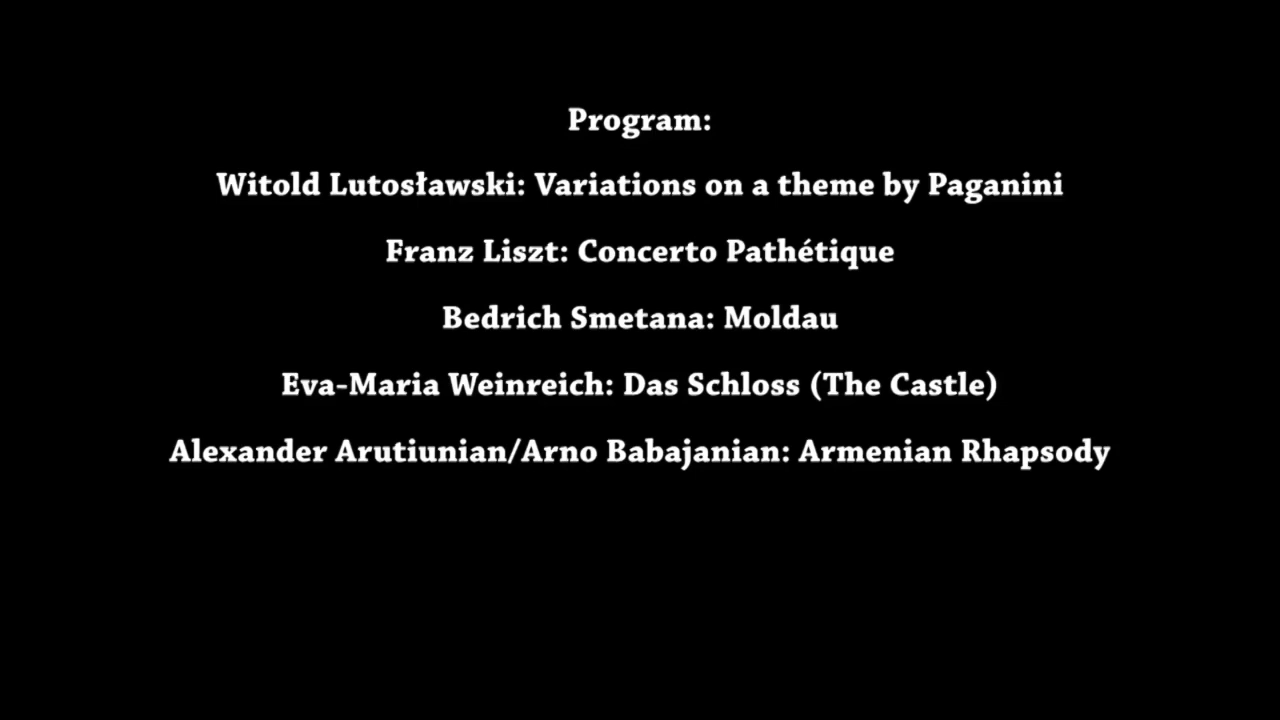 Program:
Witold Lutosławski: Variations on a theme by Paganini
Franz Liszt: Concerto Pathétique
Bedrich Smetana: Moldau
Eva-Maria Weinreich: Das Schloss (The Castle)
Alexander Arutiunian/Arno Babajanian: Armenian Rhapsody